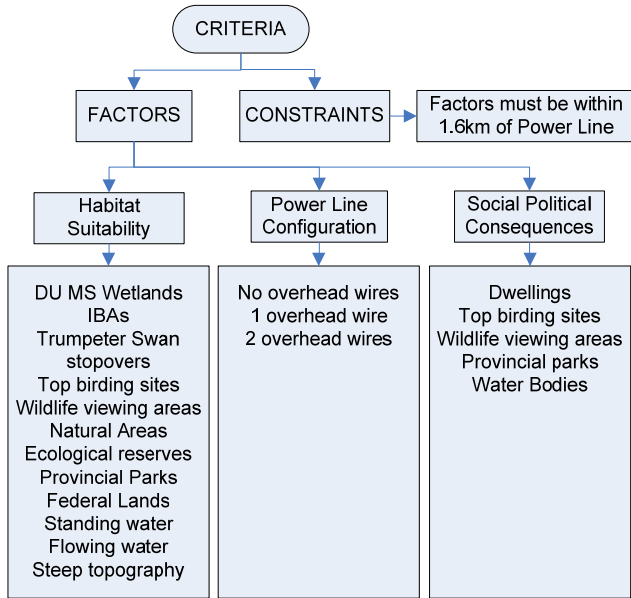 CRITERIA
FACTORS
CONSTRAINTS
Factors must be within
1.6km of Power Line
Habitat
Suitability
Power Line
Configuration
Social Political
Consequences
DU MS Wetlands
IBAs
Trumpeter Swan
stopovers
Top birding sites
Wildlife viewing areas
Natural Areas
Ecological reserves
Provincial Parks
Federal Lands
Standing water
Flowing water
Steep topography
No overhead wires
1 overhead wire
2 overhead wires
Dwellings
Top birding sites
Wildlife viewing areas
Provincial parks
Water Bodies